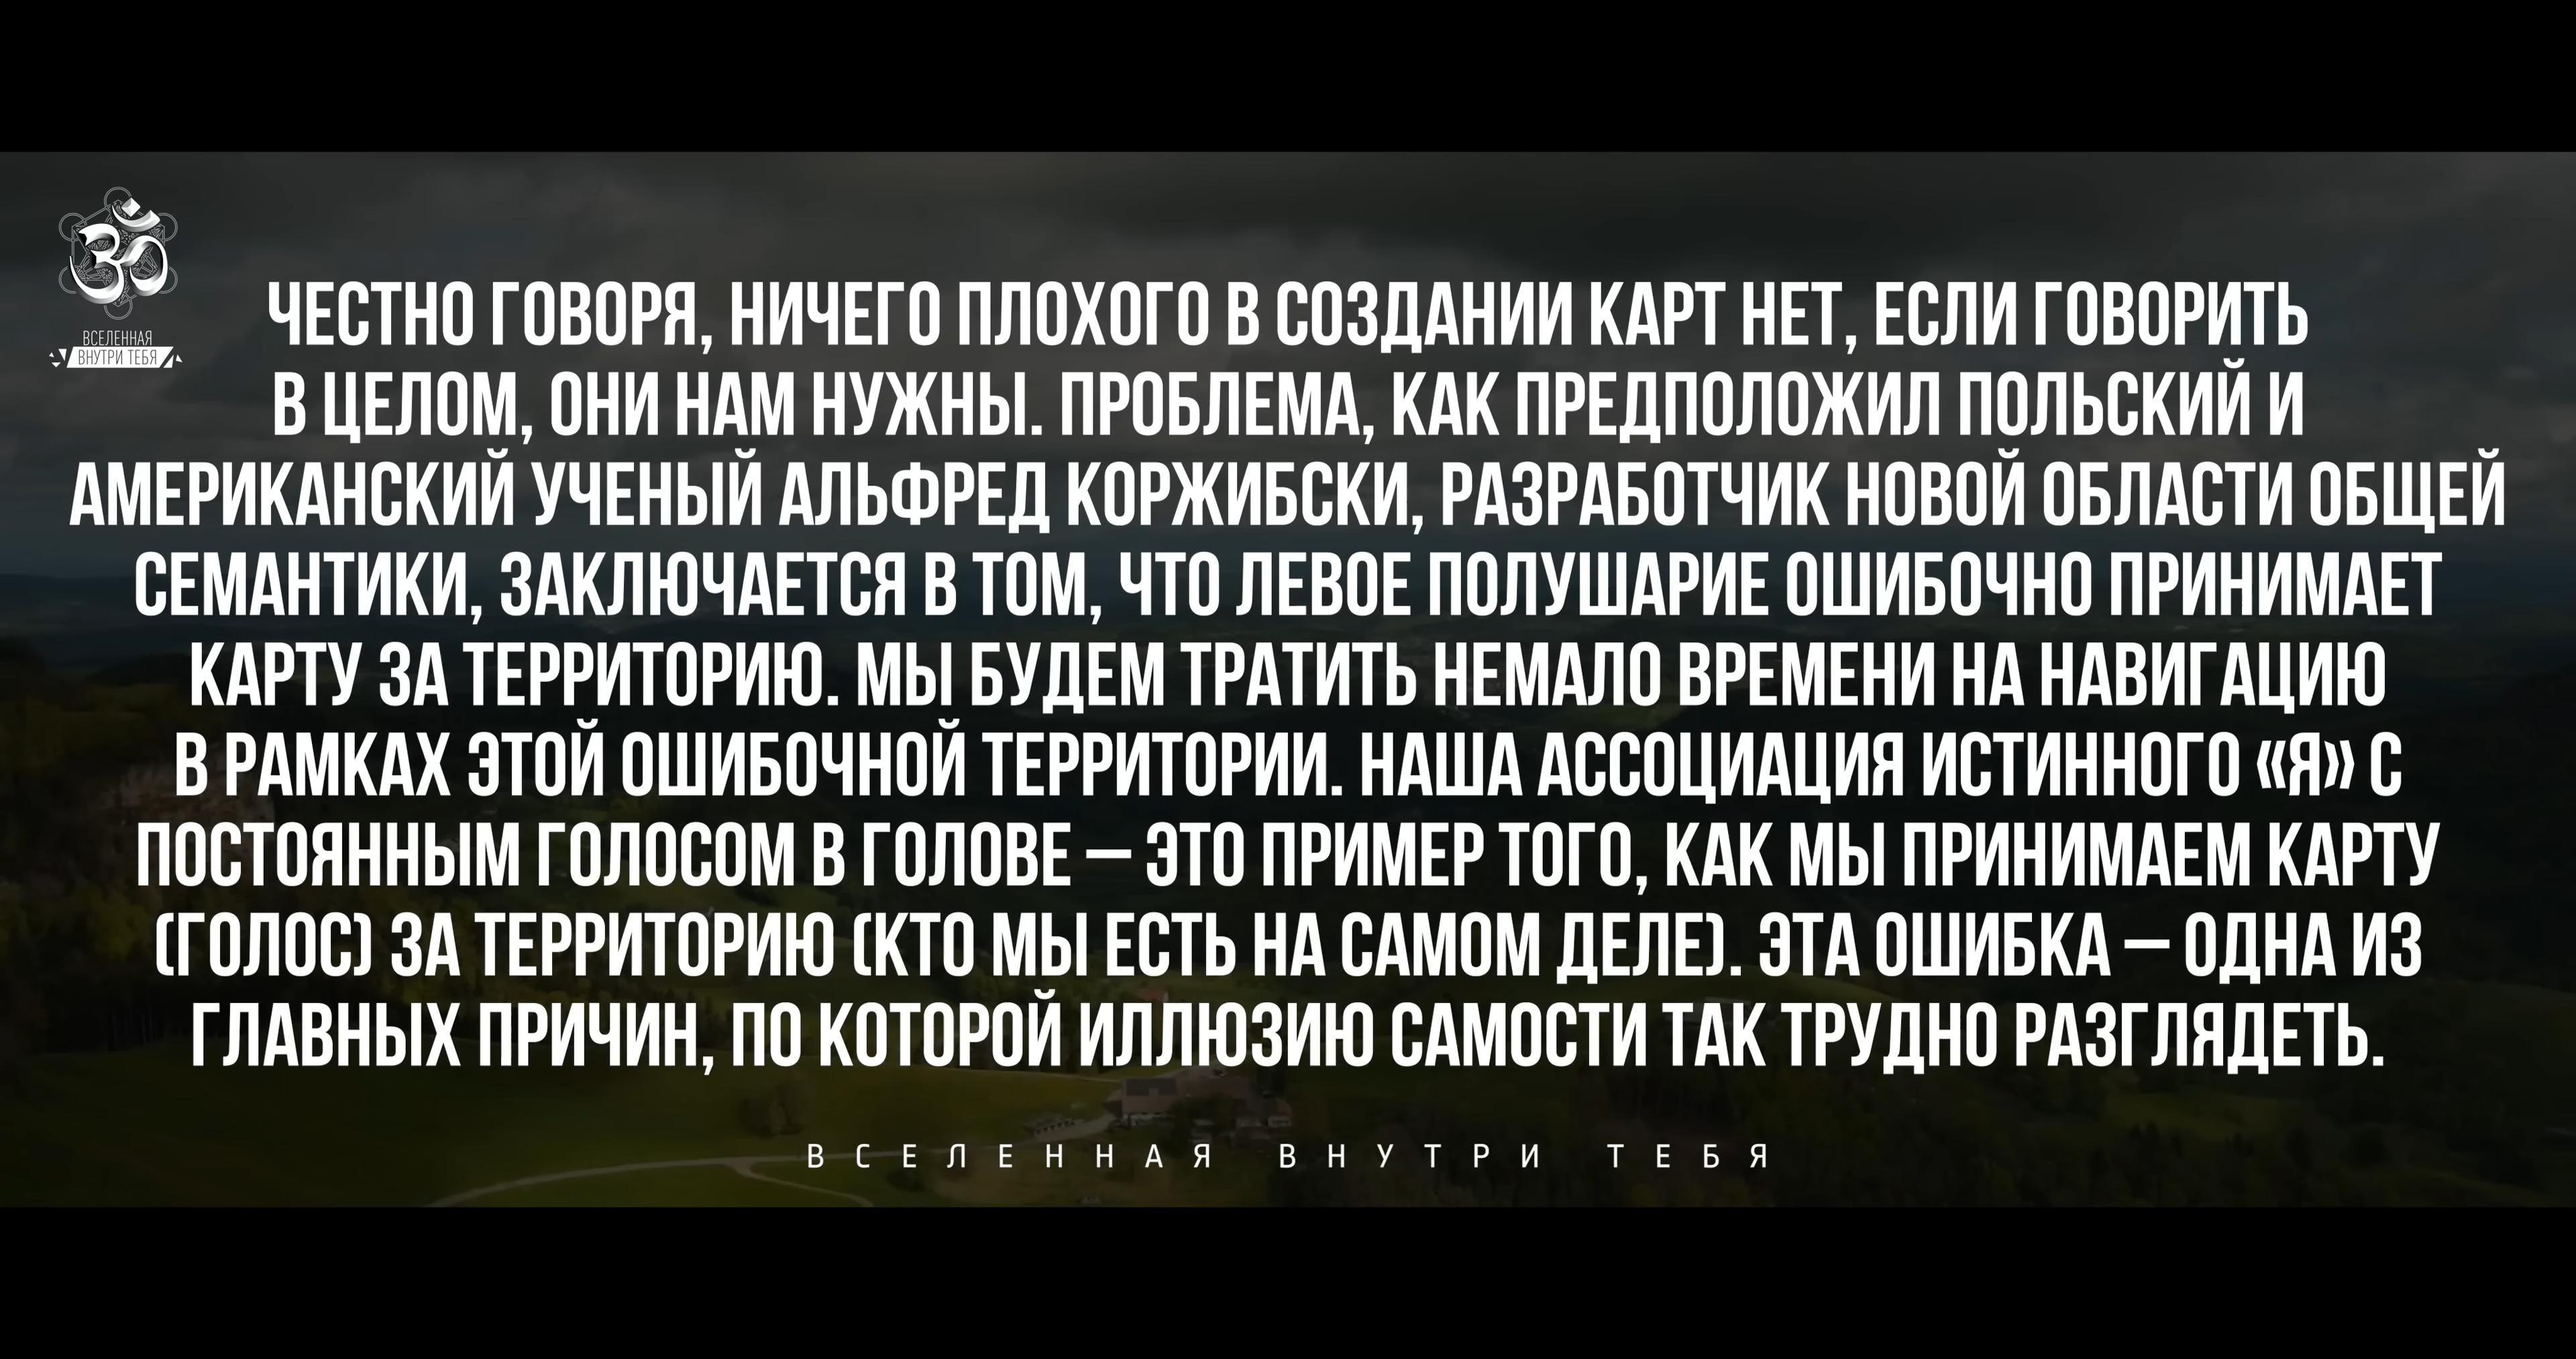 ВСЕЛЕННАЯ
ВНУТРИ ТЕБЯ
ЧЕСТНО ГОВОРЯ, НИЧЕГО ПЛОХОГО В СОЗДАНИИ КАРТ НЕТ, ЕСЛИ ГОВОРИТЬ
В ЦЕЛОМ, ОНИ НАМ НУЖНЫ. ПРОБЛЕМА, КАК ПРЕДПОЛОЖИЛ ПОЛЬСКИЙ И
АМЕРИКАНСКИЙ УЧЕНЫЙ АЛЬФРЕД КОРЖИБСКИ, РАЗРАБОТЧИК НОВОЙ ОБЛАСТИ ОБЩЕЙ
СЕМАНТИКИ, ЗАКЛЮЧАЕТСЯ В ТОМ, ЧТО ЛЕВОЕ ПОЛУШАРИЕ ОШИБОЧНО ПРИНИМАЕТ
КАРТУ ЗА ТЕРРИТОРИЮ. МЫ БУДЕМ ТРАТИТЬ НЕМАЛО ВРЕМЕНИ НА НАВИГАЦИЮ
В РАМКАХ ЭТОЙ ОШИБОЧНОЙ ТЕРРИТОРИИ. НАША АССОЦИАЦИЯ ИСТИННОГО «Я» С
ПОСТОЯННЫМ ГОЛОСОМ В ГОЛОВЕ – ЭТО ПРИМЕР ТОГО, КАК МЫ ПРИНИМАЕМ КАРТУ
(ГОЛОС) ЗА ТЕРРИТОРИЮ (КТО МЫ ЕСТЬ НА САМОМ ДЕЛЕ). ЭТА ОШИБКА – ОДНА ИЗ
ГЛАВНЫХ ПРИЧИН, ПО КОТОРОЙ ИЛЛЮЗИЮ САМОСТИ ТАК ТРУДНО РАЗГЛЯДЕТЬ.
ВСЕЛЕННАЯ ВНУТРИ ТЕБЯ